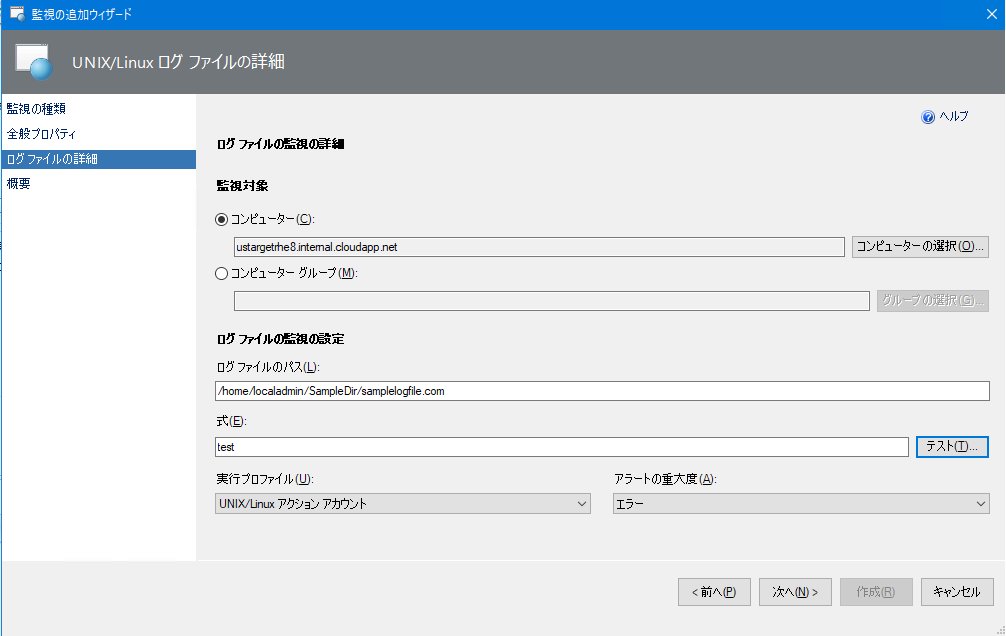 監視の追加ウィザード
UNIX/Linux ログ ファイルの詳細
監視の種類
全般プロパティ
ログ ファイルの詳細
概要
ヘルプ
ログ ファイルの監視の詳細
監視対象
コンピューター(C):
ustargetrhe8.internal.cloudapp.net
コンピューターの選択(O)...
コンピューター グループ(M):
グループの選択(G)...
ログ ファイルの監視の設定
ログ ファイルのパス(L):
/home/localadmin/SampleDir/samplelogfile.com
式(E):
test
テスト(T)...
実行プロファイル(U):
アラートの重大度(A):
UNIX/Linux アクション アカウント
エラー
< 前へ(P)
次へ(N) >
作成(R)
キャンセル